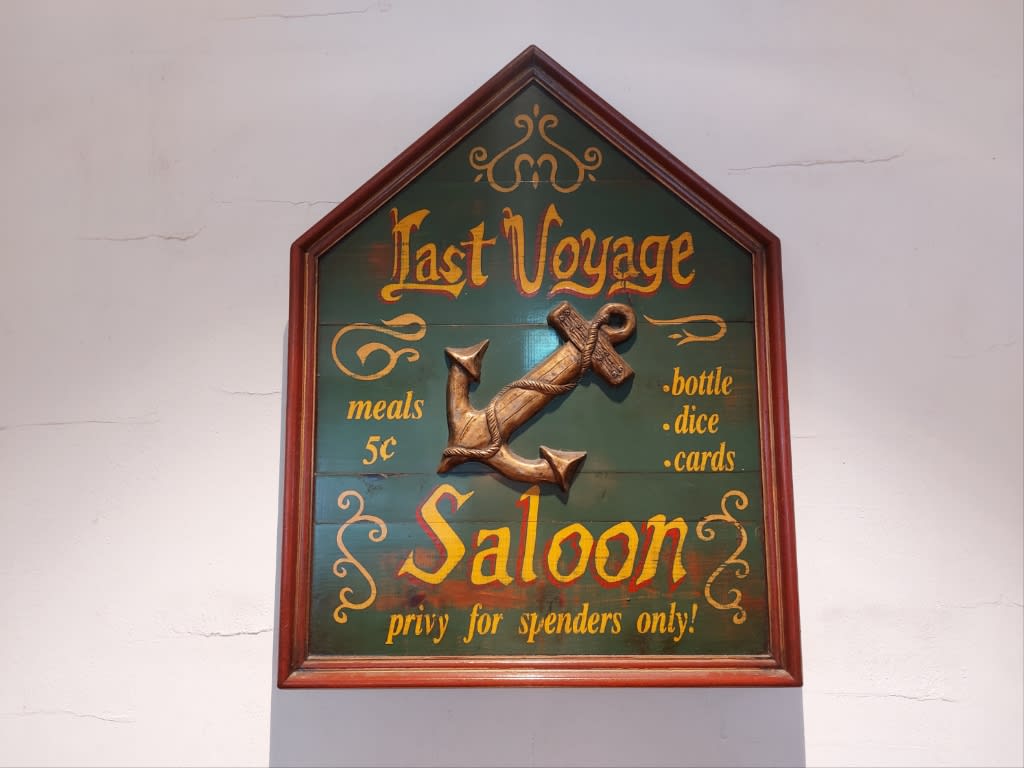 Last Voyage
meals
5¢
•bottle
•dice
•cards
Saloon
privy for spenders only!